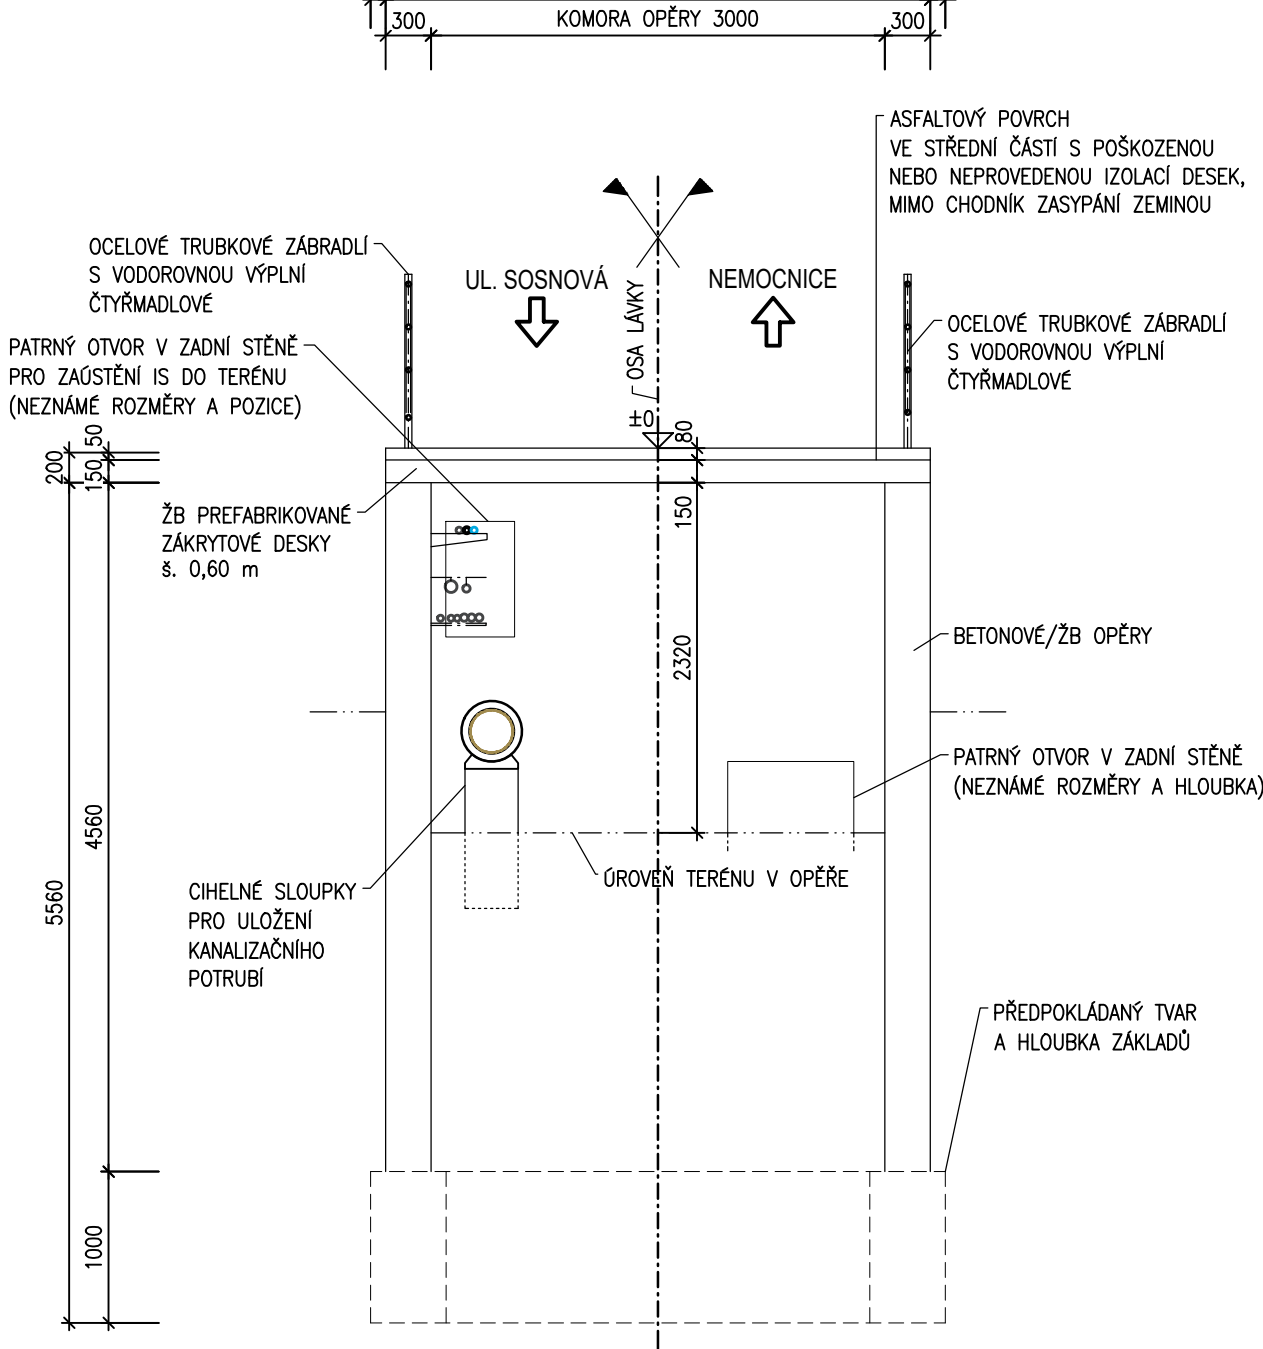 300
KOMORA OPĚRY 3000
300
ASFALTOVÝ POVRCH
VE STŘEDNÍ ČÁSTÍ S POŠKOZENOU
NEBO NEPROVEDENOU IZOLACÍ DESEK,
MIMO CHODNÍK ZASYPÁNÍ ZEMINOU
OCELOVÉ TRUBKOVÉ ZÁBRADLÍ
S VODOROVNOU VÝPLNÍ
ČTYŘMADLOVÉ
UL. SOSNOVÁ
NEMOCNICE
OSA LÁVKY
OCELOVÉ TRUBKOVÉ ZÁBRADLÍ
S VODOROVNOU VÝPLNÍ
ČTYŘMADLOVÉ
PATRNÝ OTVOR V ZADNÍ STĚNĚ
PRO ZAÚSTĚNÍ IS DO TERÉNU
(NEZNÁMÉ ROZMĚRY A POZICE)
±0
80
50
200
150
150
ŽB PREFABRIKOVANÉ
ZÁKRYTOVÉ DESKY
š. 0,60 m
2320
BETONOVÉ/ŽB OPĚRY
PATRNÝ OTVOR V ZADNÍ STĚNĚ
(NEZNÁMÉ ROZMĚRY A HLOUBKA)
4560
5560
ÚROVEŇ TERÉNU V OPĚŘE
CIHELNÉ SLOUPKY
PRO ULOŽENÍ
KANALIZAČNÍHO
POTRUBÍ
PŘEDPOKLÁDANÝ TVAR
A HLOUBKA ZÁKLADŮ
1000